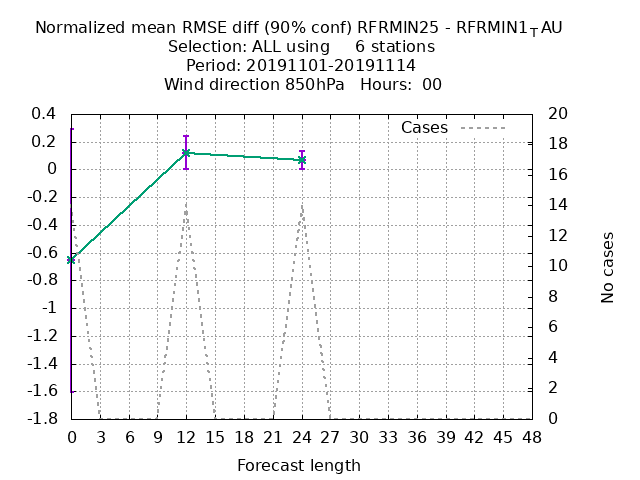 Normalized mean RMSE diff (90% conf) RFRMIN25 - RFRMIN1TAU
Selection: ALL using     6 stations
Period: 20191101-20191114
Wind direction 850hPa   Hours:  00
Cases
0.4
0.2
0
-0.2
-0.4
-0.6
-0.8
-1
-1.2
-1.4
-1.6
-1.8
20
18
16
14
12
10
8
6
4
2
0
No cases
0 3 6 9 12 15 18 21 24 27 30 33 36 39 42 45 48
Forecast length